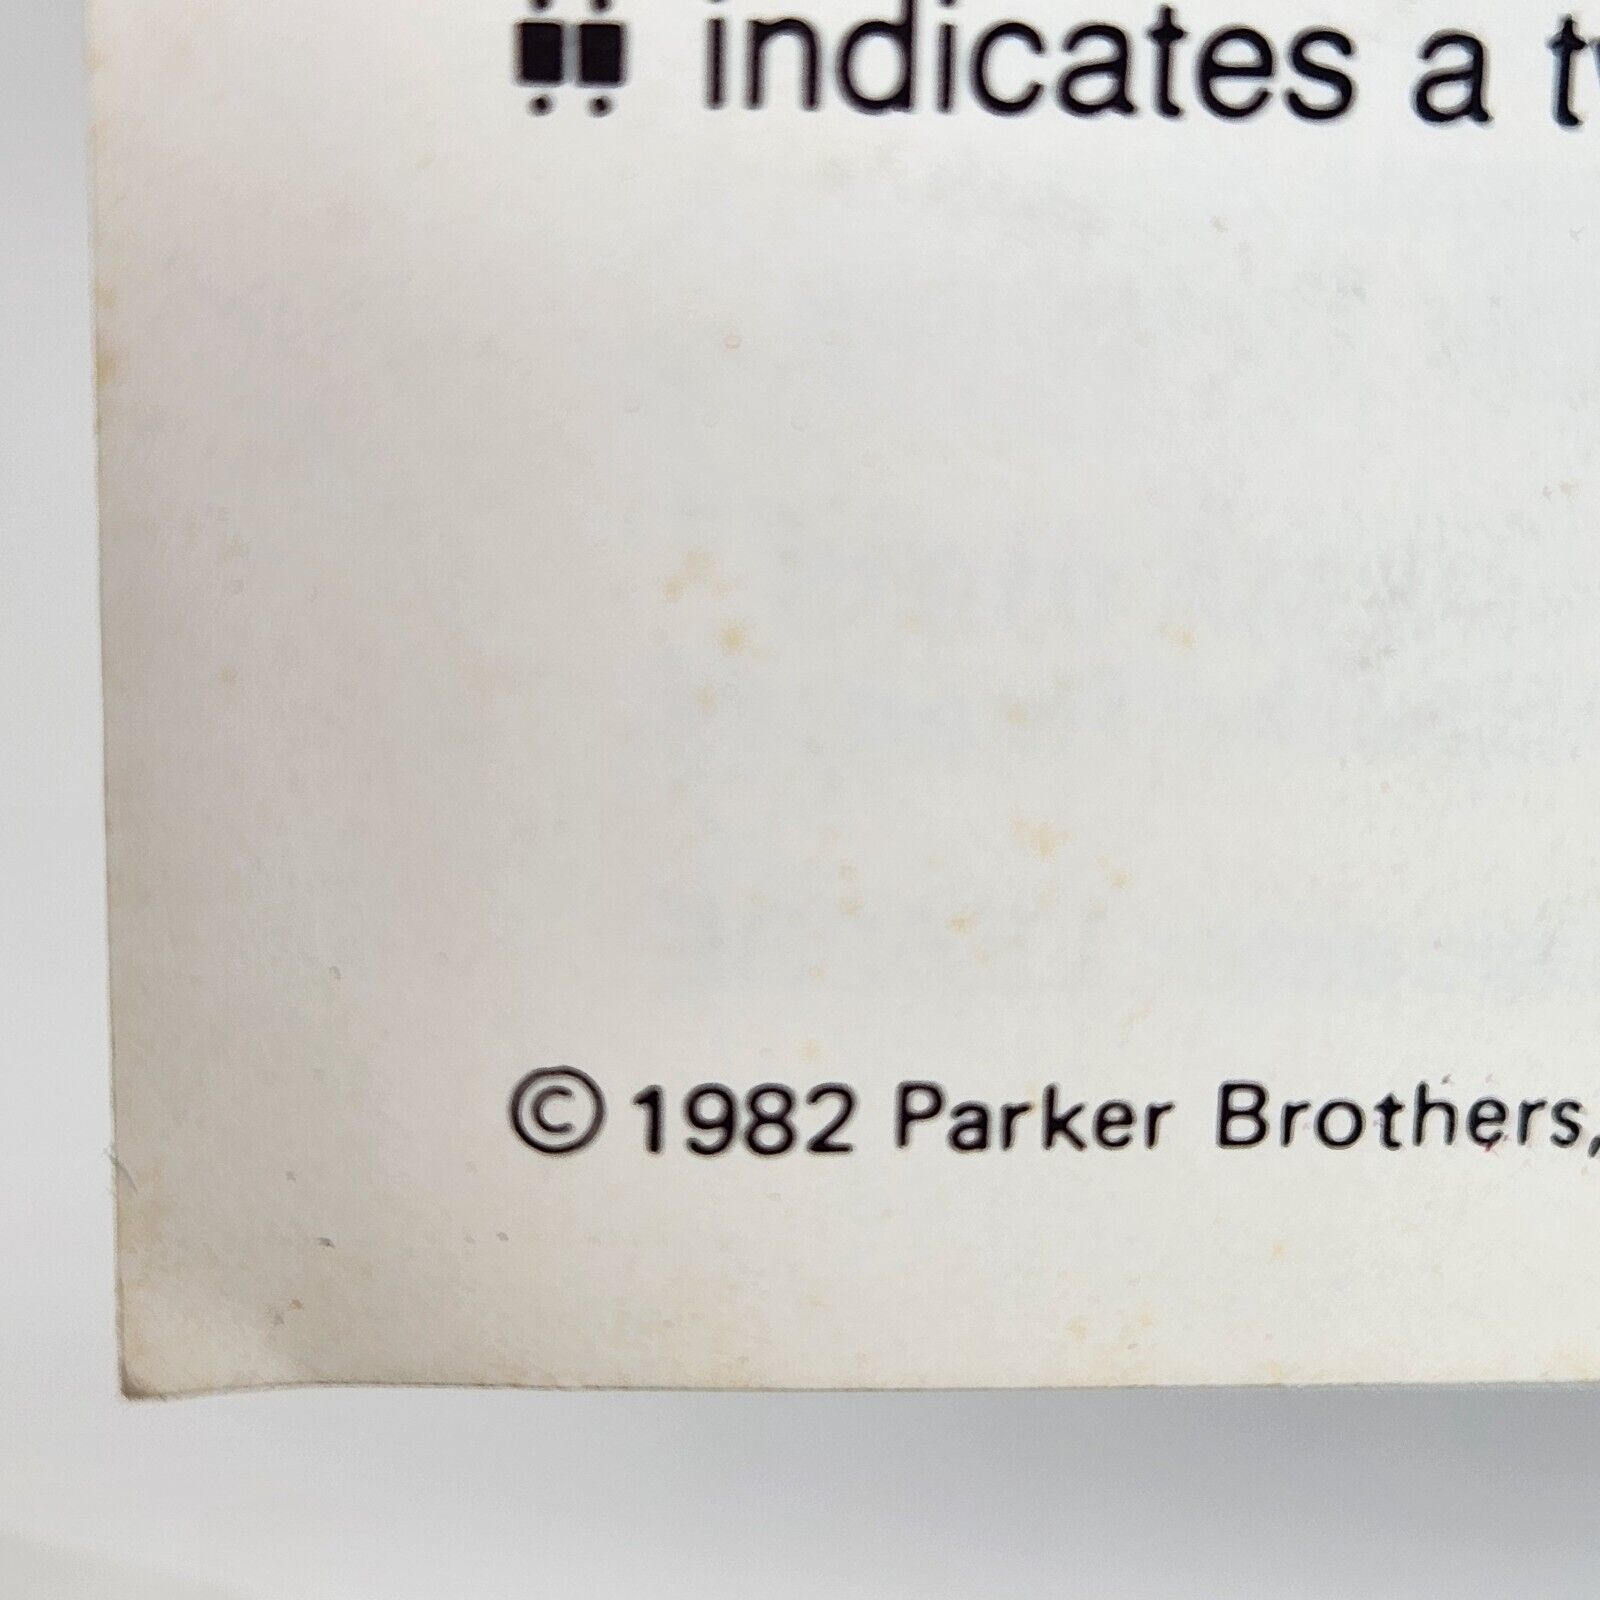 indicates a
© 1982 Parker Brothers,